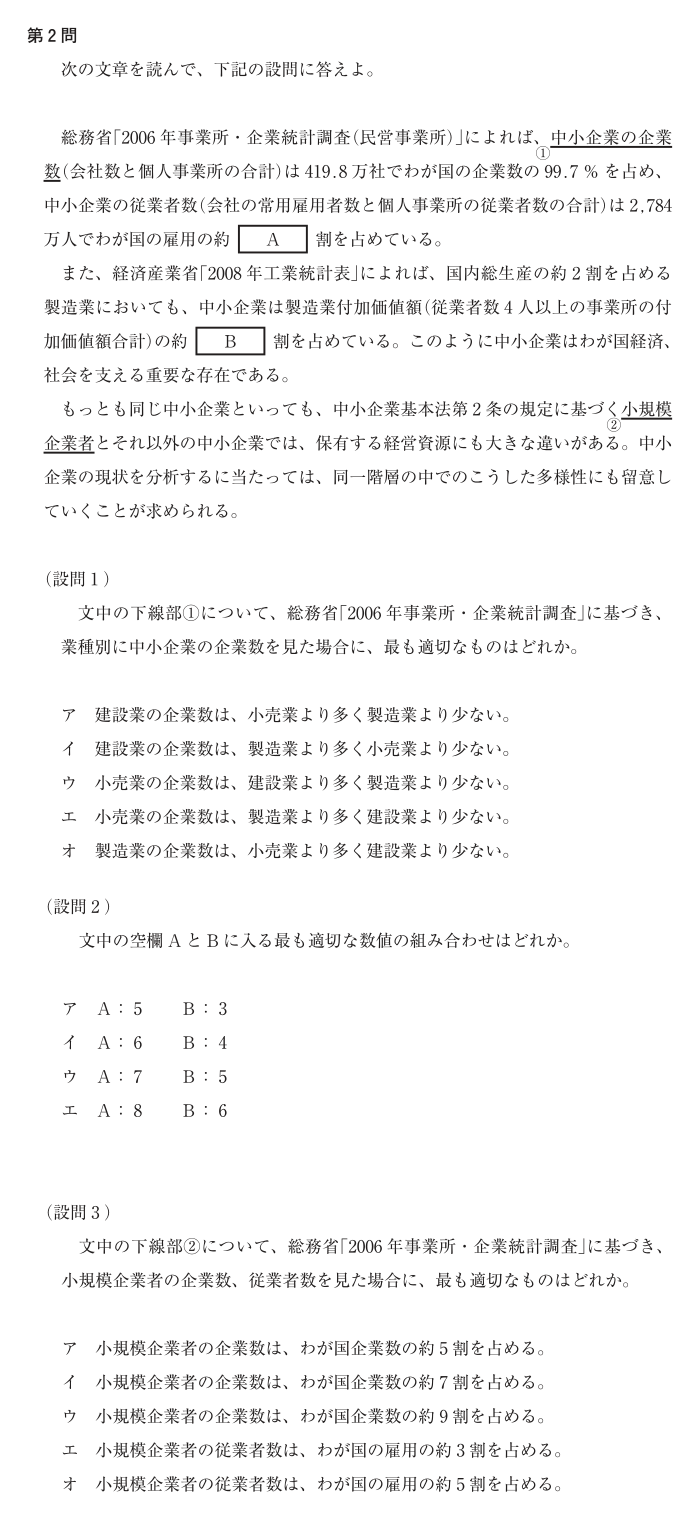 第2問
次の文章を読んで、下記の設問に答えよ。
総務省｢2006 年事業所・企業統計調査(民営事業所)｣によれば、中小企業の企業
①
数(会社数と個人事業所の合計)は 419.8 万社でわが国の企業数の 99.7 % を占め、
中小企業の従業者数(会社の常用雇用者数と個人事業所の従業者数の合計)は 2,784
万人でわが国の雇用の約 A 割を占めている。
また、経済産業省｢2008 年工業統計表｣によれば、国内総生産の約 2 割を占める
製造業においても、中小企業は製造業付加価値額(従業者数 4 人以上の事業所の付
加価値額合計)の約 B 割を占めている。このように中小企業はわが国経済、
社会を支える重要な存在である。
もっとも同じ中小企業といっても、中小企業基本法第 2 条の規定に基づく小規模
②
企業者とそれ以外の中小企業では、保有する経営資源にも大きな違いがある。中小
企業の現状を分析するに当たっては、同一階層の中でのこうした多様性にも留意し
ていくことが求められる。
(設問 1 )
文中の下線部①について、総務省｢2006 年事業所・企業統計調査｣に基づき、
業種別に中小企業の企業数を見た場合に、最も適切なものはどれか。
ア 建設業の企業数は、小売業より多く製造業より少ない。
イ 建設業の企業数は、製造業より多く小売業より少ない。
ウ 小売業の企業数は、建設業より多く製造業より少ない。
エ 小売業の企業数は、製造業より多く建設業より少ない。
オ 製造業の企業数は、小売業より多く建設業より少ない。
(設問 2 )
文中の空欄 A と B に入る最も適切な数値の組み合わせはどれか。
ア A：5 B：3
イ A：6 B：4
ウ A：7 B：5
エ A：8 B：6
(設問 3 )
文中の下線部②について、総務省｢2006 年事業所・企業統計調査｣に基づき、
小規模企業者の企業数、従業者数を見た場合に、最も適切なものはどれか。
ア 小規模企業者の企業数は、わが国企業数の約 5 割を占める。
イ 小規模企業者の企業数は、わが国企業数の約 7 割を占める。
ウ 小規模企業者の企業数は、わが国企業数の約 9 割を占める。
エ 小規模企業者の従業者数は、わが国の雇用の約 3 割を占める。
オ 小規模企業者の従業者数は、わが国の雇用の約 5 割を占める。